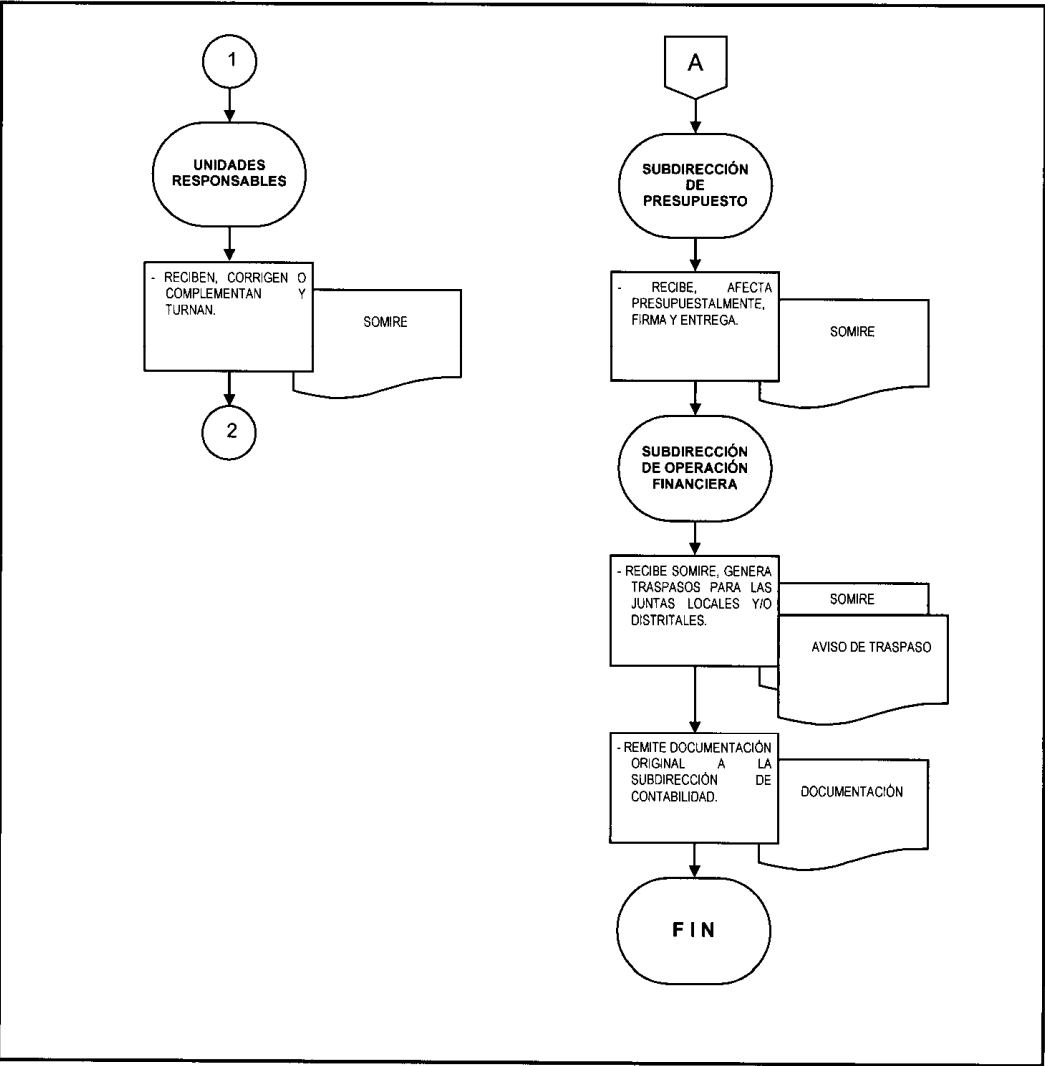 1
UNIDADES
RESPONSABLES
- RECIBEN, CORRIGEN O
COMPLEMENTAN Y
TURNAN.
SOMIRE
2
A
SUBDIRECCIÓN
DE
PRESUPUESTO
- RECIBE, AFECTA
PRESUPUESTALMENTE,
FIRMA Y ENTREGA.
SOMIRE
SUBDIRECCIÓN
DE OPERACIÓN
FINANCIERA
- RECIBE SOMIRE, GENERA
TRASPASOS PARA LAS
JUNTAS LOCALES Y/O
DISTRITALES.
SOMIRE
AVISO DE TRASPASO
- REMITE DOCUMENTACIÓN
ORIGINAL A LA
SUBDIRECCIÓN DE
CONTABILIDAD.
DOCUMENTACIÓN
F I N